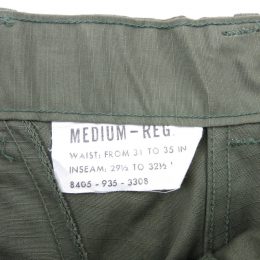 MEDIUM-REG.
WAIST: FROM 31 TO 35 IN
INSEAM: 29½ TO 32½ "
8405-935-3308